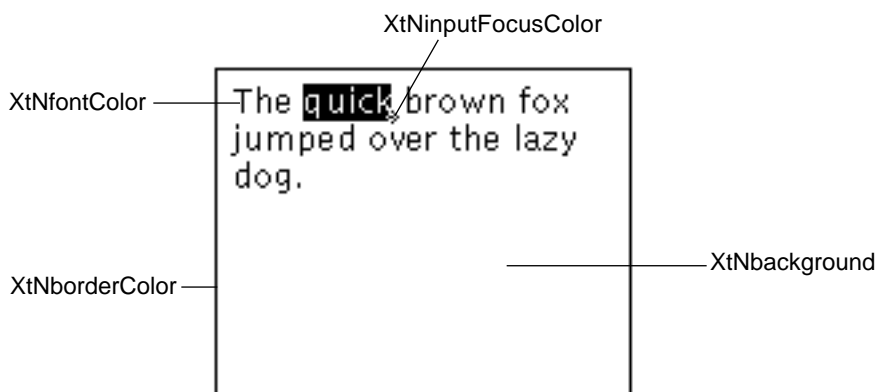 XtNinputFocusColor
XtNfontColor
The quick brown fox
jumped over the lazy
dog.
XtNbackground
XtNborderColor